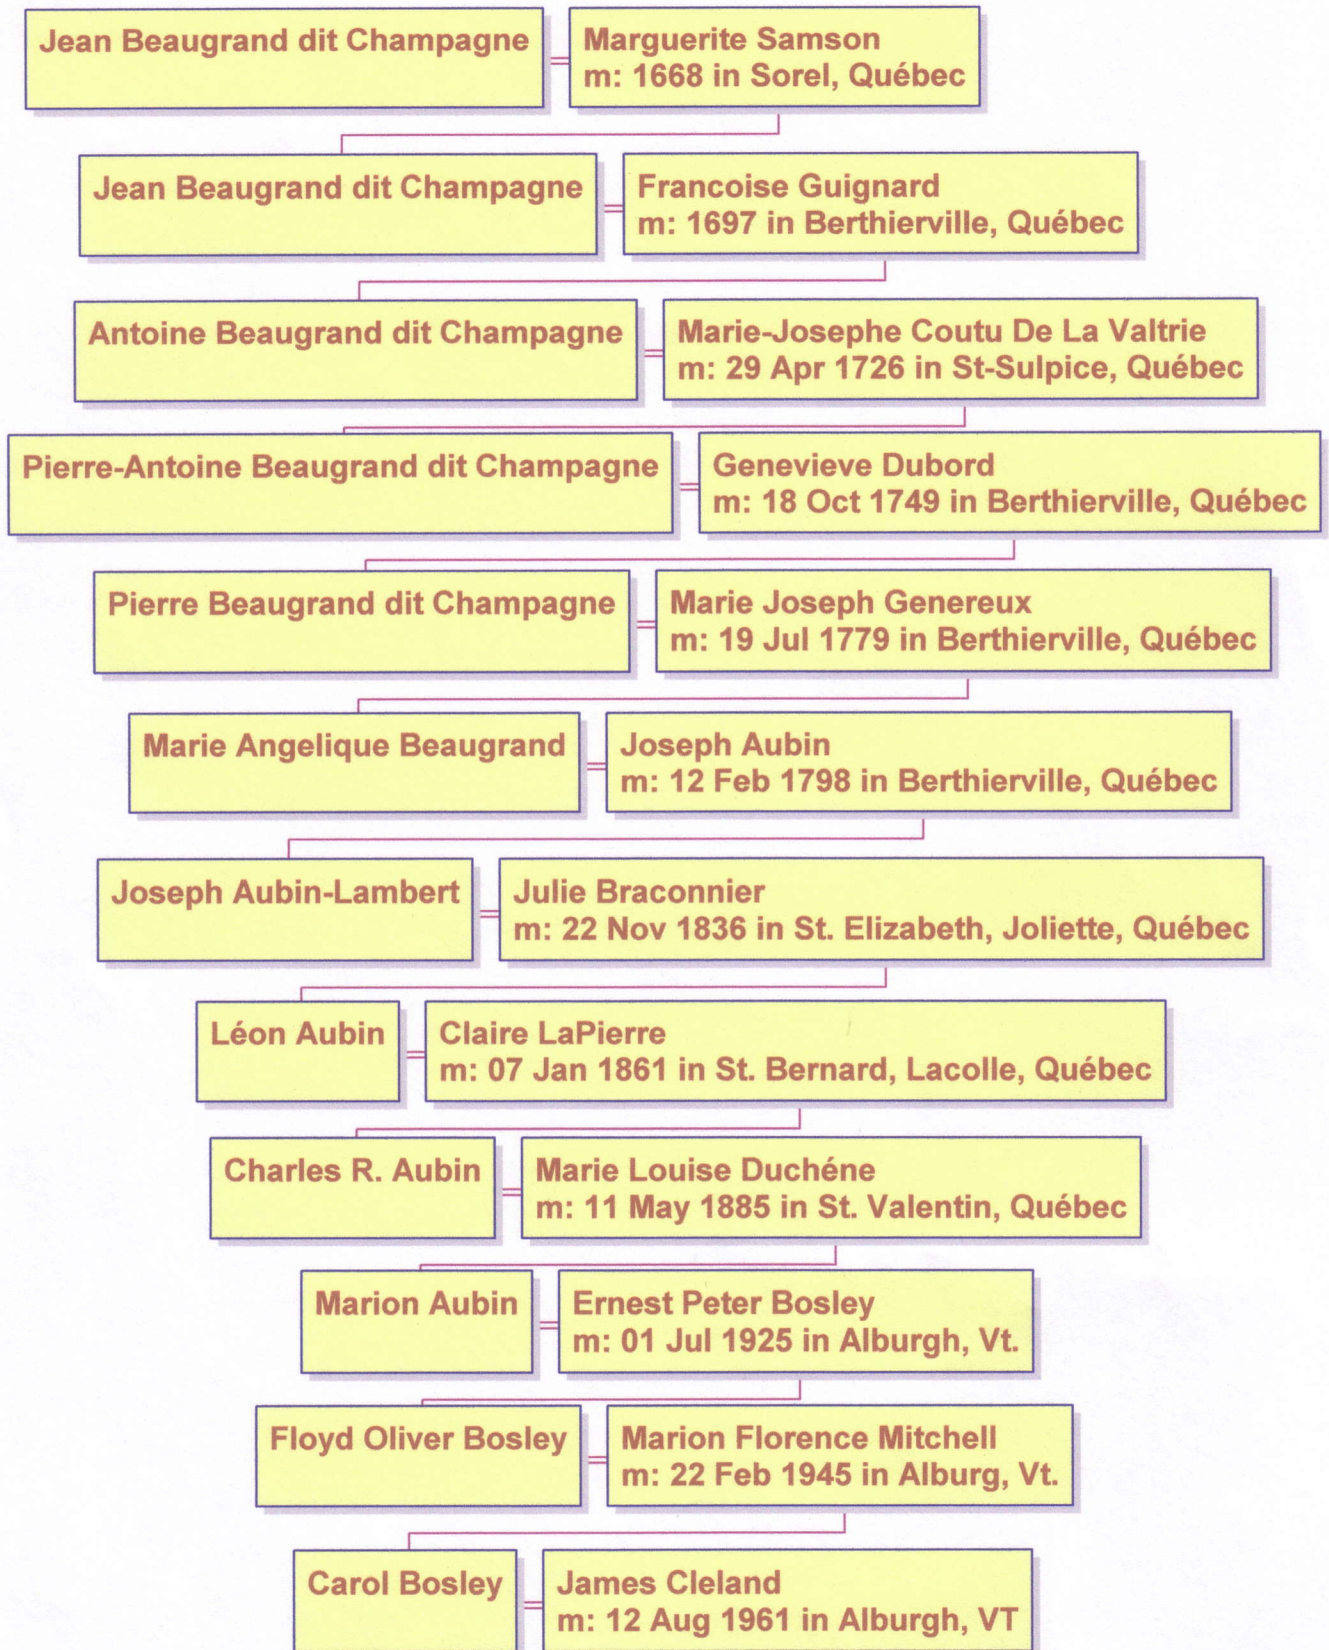 Jean Beaugrand dit Champagne
Marguerite Samson
m: 1668 in Sorel, Québec
Jean Beaugrand dit Champagne
Francoise Guignard
m: 1697 in Berthierville, Québec
Antoine Beaugrand dit Champagne
Marie-Josephe Coutu De La Valtrie
m: 29 Apr 1726 in St-Sulpice, Québec
Pierre-Antoine Beaugrand dit Champagne
Genevieve Dubord
m: 18 Oct 1749 in Berthierville, Québec
Pierre Beaugrand dit Champagne
Marie Joseph Genereux
m: 19 Jul 1779 in Berthierville, Québec
Marie Angelique Beaugrand
Joseph Aubin
m: 12 Feb 1798 in Berthierville, Québec
Joseph Aubin-Lambert
Julie Braconnier
m: 22 Nov 1836 in St. Elizabeth, Joliette, Québec
Léon Aubin
Claire LaPierre
m: 07 Jan 1861 in St. Bernard, Lacolle, Québec
Charles R. Aubin
Marie Louise Duchéne
m: 11 May 1885 in St. Valentin, Québec
Marion Aubin
Ernest Peter Bosley
m: 01 Jul 1925 in Alburgh, Vt.
Floyd Oliver Bosley
Marion Florence Mitchell
m: 22 Feb 1945 in Alburg, Vt.
Carol Bosley
James Cleland
m: 12 Aug 1961 in Alburgh, VT